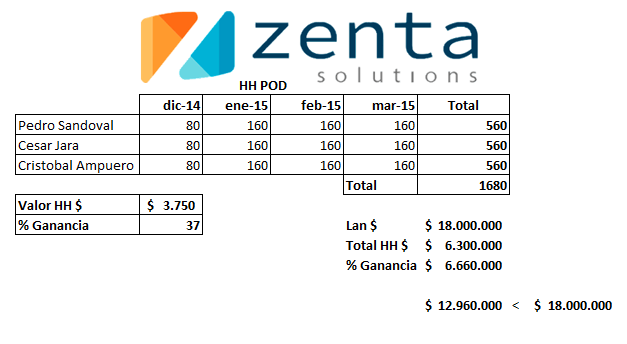 zenta
solutions
HH POD
dic-14 ene-15 feb-15 mar-15 Total
Pedro Sandoval 80 160 160 160 560
Cesar Jara 80 160 160 160 560
Cristobal Ampuero 80 160 160 160 560
Total 1680
Valor HH $ $ 3.750
% Ganancia 37
Lan $ $ 18.000.000
Total HH $ $ 6.300.000
% Ganancia $ 6.660.000
$ 12.960.000 < $ 18.000.000